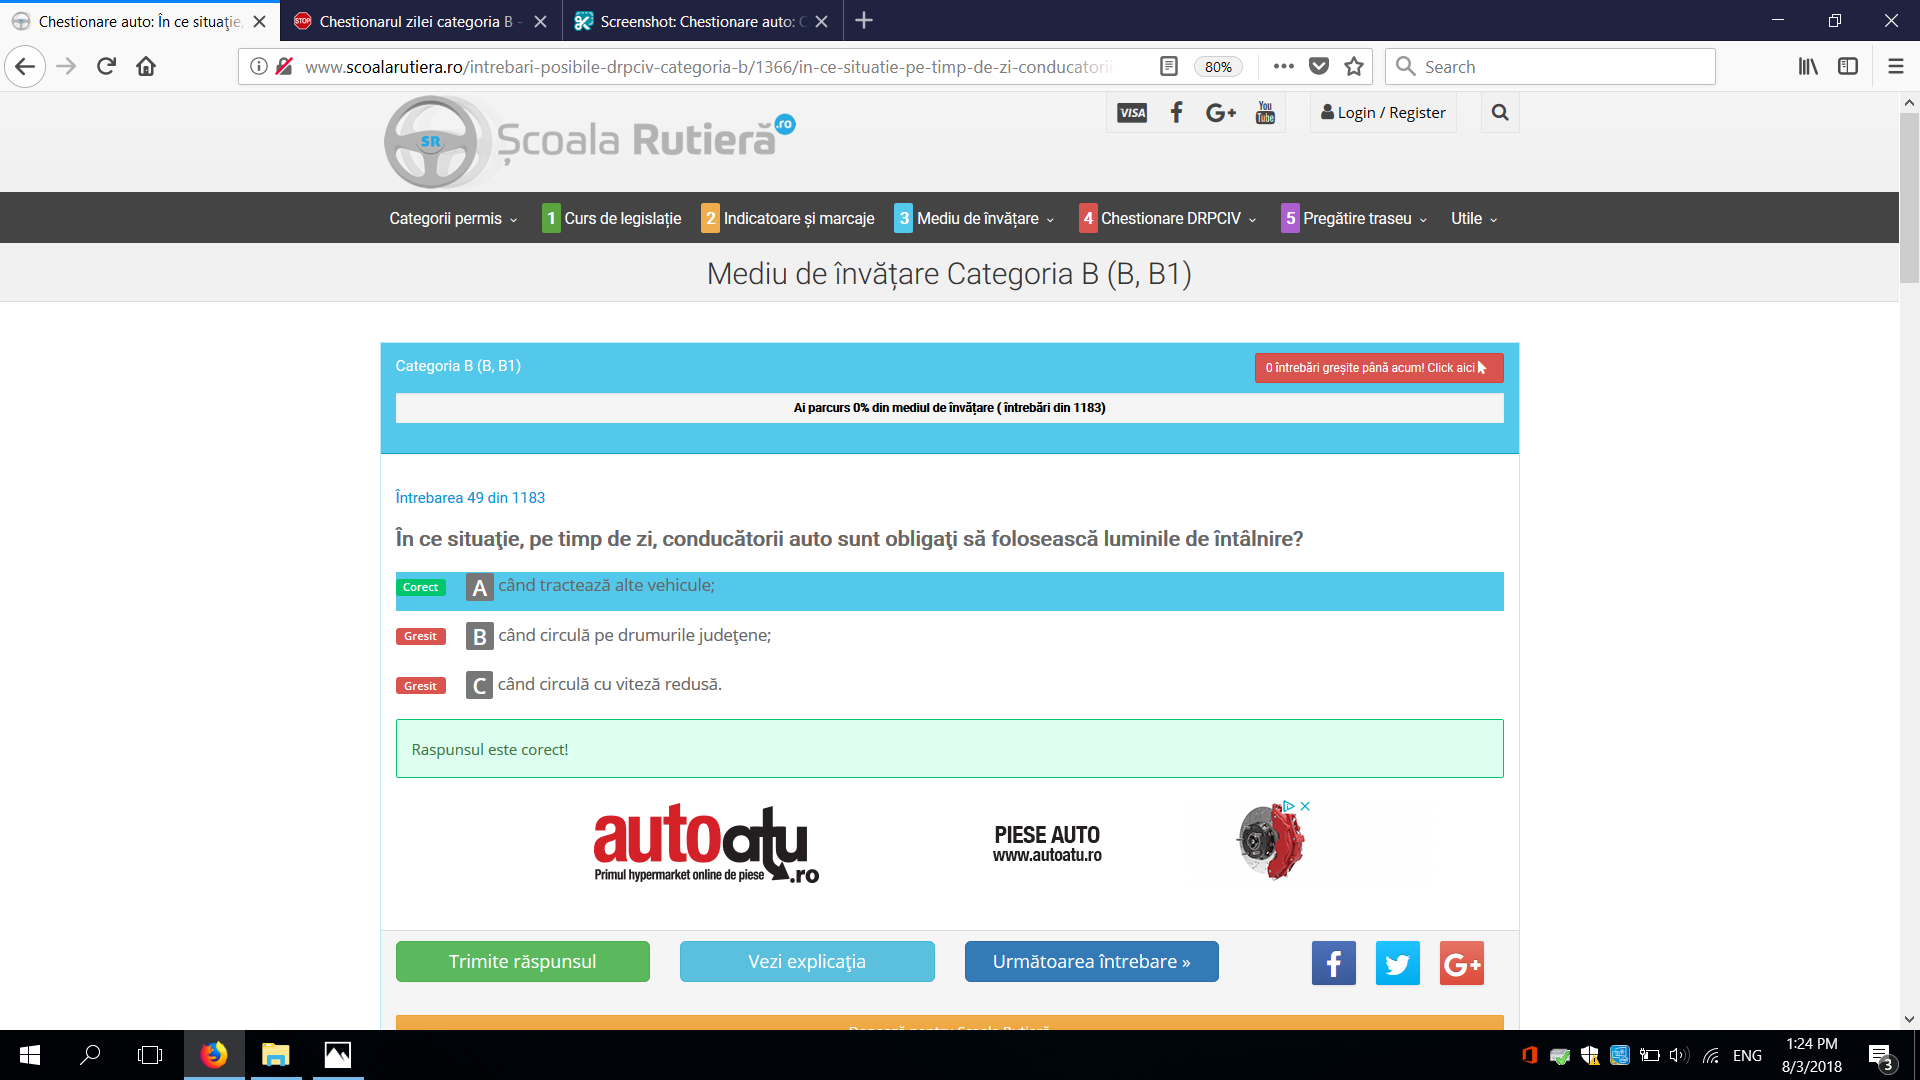 Chestionare auto: În ce situaţie,
Chestionarul zilei categoria B -
Screenshot: Chestionare auto:
www.scoalarutiera.ro/intrebari-posibile-drpciv-categoria-b/1366/in-ce-situatie-pe-timp-de-zi-conducatorii
80%
Search
SR
Școala Rutieră.ro
VISA
You Tube
Login / Register
Categorii permis
1 Curs de legislație
2 Indicatoare și marcaje
3 Mediu de învățare
4 Chestionare DRPCIV
5 Pregătire traseu
Utile
Mediu de învățare Categoria B (B, B1)
Categoria B (B, B1)
0 întrebări greșite până acum! Click aici
Ai parcurs 0% din mediul de învățare ( întrebări din 1183)
Întrebarea 49 din 1183
În ce situaţie, pe timp de zi, conducătorii auto sunt obligaţi să folosească luminile de întâlnire?
Corect A când tractează alte vehicule;
Gresit B când circulă pe drumurile judeţene;
Gresit C când circulă cu viteză redusă.
Raspunsul este corect!
autoatu.ro
Primul hypermarket online de piese
PIESE AUTO
www.autoatu.ro
Trimite răspunsul
Vezi explicaţia
Următoarea întrebare »
Donează pentru Școala Rutieră
ENG
1:24 PM
8/3/2018
3